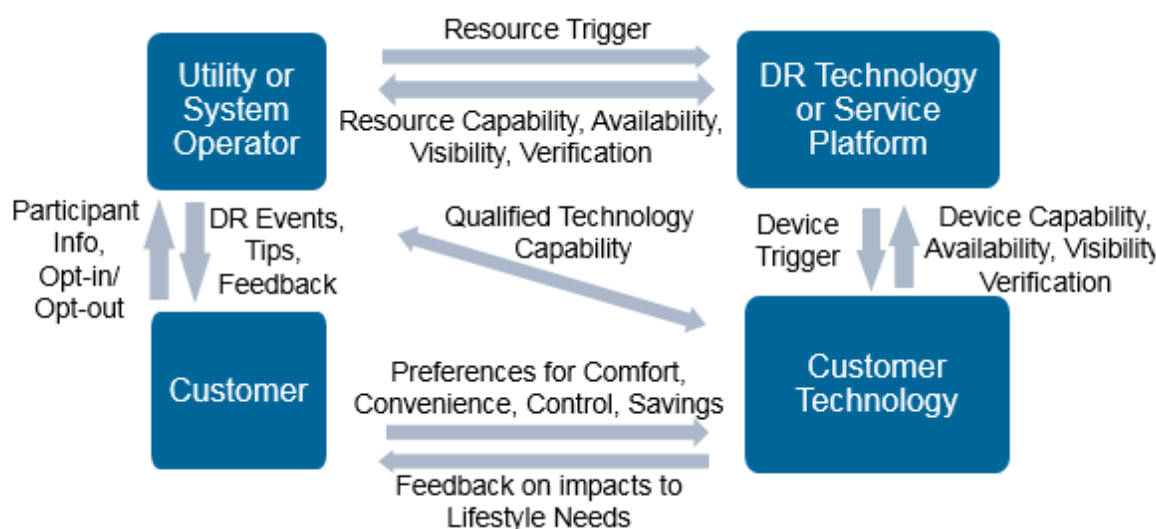 Resource Trigger
Utility or
System
Operator
DR Technology
or Service
Platform
Resource Capability, Availability,
Visibility, Verification
Participant
Info,
Opt-in/
Opt-out
DR Events,
Tips,
Feedback
Qualified Technology
Capability
Device
Trigger
Device Capability,
Availability, Visibility
Verification
Customer
Preferences for Comfort,
Convenience, Control, Savings
Customer
Technology
Feedback on impacts to
Lifestyle Needs